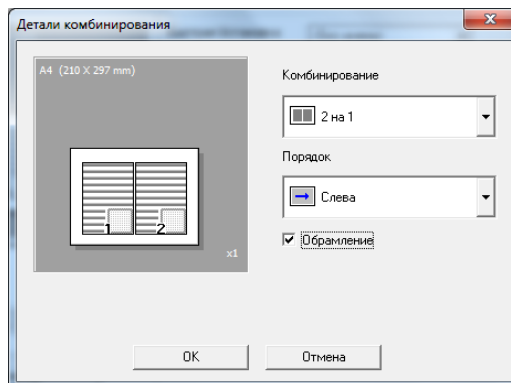 Детали комбинирования
A4 (210 X 297 mm)
1 2
x1
Комбинирование
2 на 1
Порядок
Слева
Обрамление
OK
Отмена